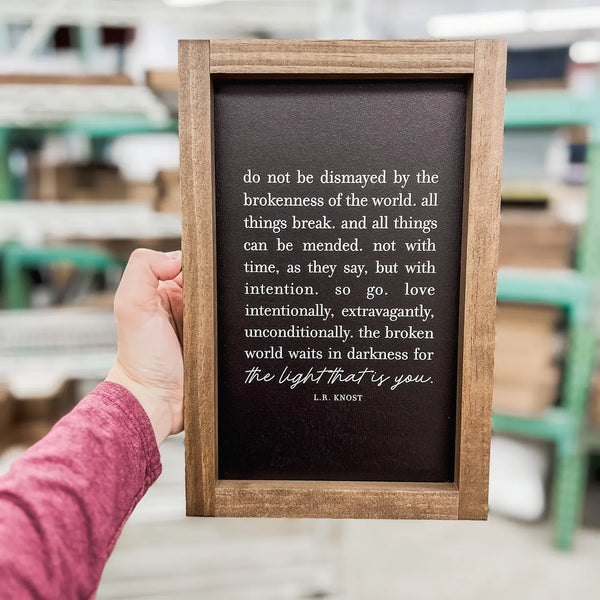 do not be dismayed by the
brokenness of the world. all
things break. and all things
can be mended. not with
time, as they say, but with
intention. so go. love
intentionally, extravagantly,
unconditionally. the broken
world waits in darkness for
the light that is you.
L.R. KNOST